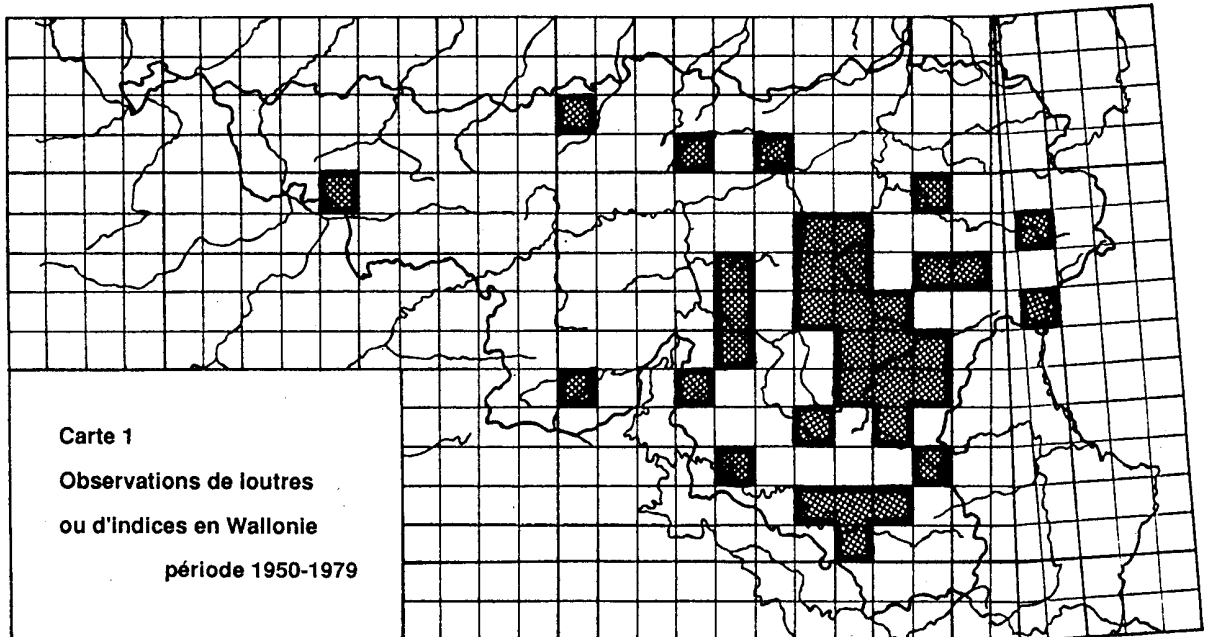 Carte 1
Observations de loutres
ou d'indices en Wallonie
période 1950-1979